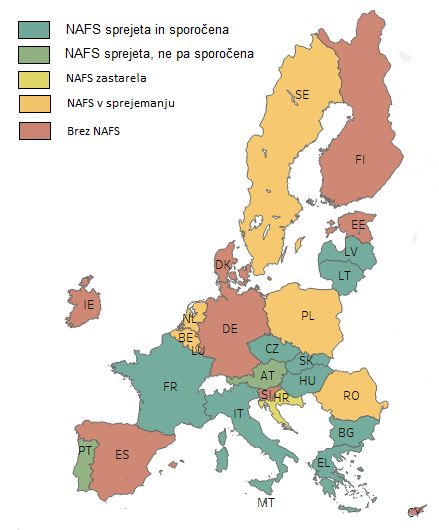 NAFS sprejeta in sporočena
NAFS sprejeta, ne pa sporočena
NAFS zastarela
NAFS v sprejemanju
Brez NAFS
SE
FI
EE
LV
LT
DK
IE
NL
DE
PL
BE
LU
CZ
SK
FR
AT
HU
SI
HR
RO
IT
BG
PT
ES
EL
MT
CY